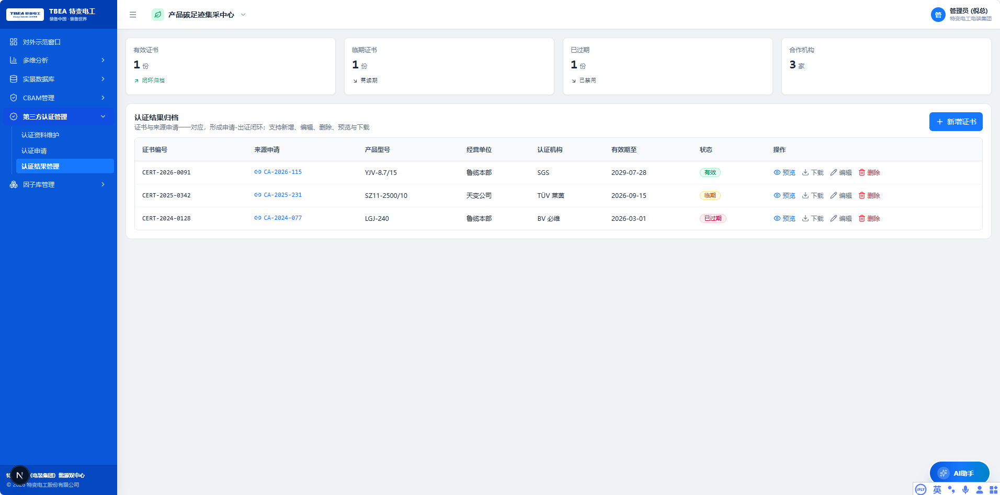 TBEA 特变电工
TBEA 特变电工
装备中国 · 装备世界
对外示范窗口
多维分析
实景数据库
CBAM管理
第三方认证管理
认证资料维护
认证申请
认证结果管理
因子库管理
(电装集团) 能源双中心
特变电工股份有限公司
产品碳足迹集采中心
管
管理员 (倪总)
特变电工电装集团
有效证书
1 份
闭环归档
临期证书
1 份
需续期
已过期
1 份
已禁用
合作机构
3 家
认证结果归档
证书与来源申请一一对应，形成申请-出证闭环；支持新增、编辑、删除、预览与下载
新增证书
证书编号 来源申请 产品型号 经营单位 认证机构 有效期至 状态 操作
CERT-2026-0091 CA-2026-115 YJV-8.7/15 鲁缆本部 SGS 2029-07-28 有效 预览 下载 编辑 删除
CERT-2025-0342 CA-2025-231 SZ11-2500/10 天变公司 TÜV 莱茵 2026-09-15 临期 预览 下载 编辑 删除
CERT-2024-0128 CA-2024-077 LGJ-240 鲁缆本部 BV 必维 2026-03-01 已过期 预览 下载 编辑 删除
N
AI助手
iFLY 英